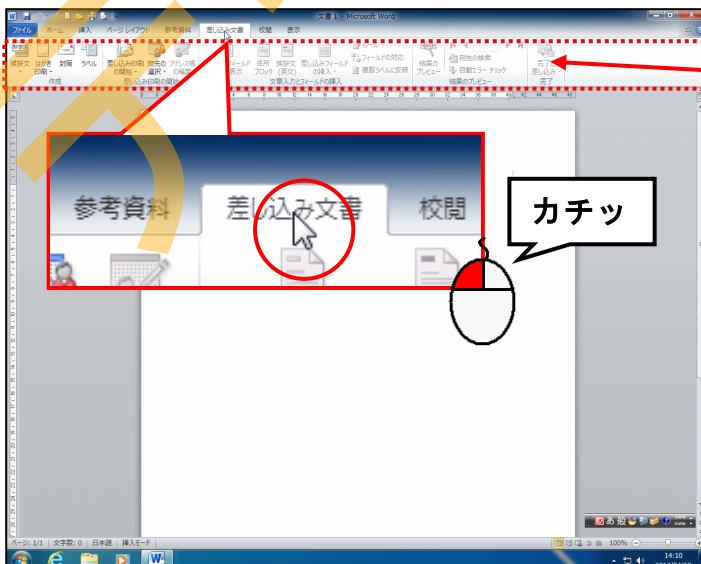 文書 1 - Microsoft Word
ファイル ホーム 挿入 ページ レイアウト 参考資料 差し込み文書 校閲 表示
挨拶文 はがき印刷 封筒 ラベル 差し込み印刷の開始 宛先の選択 アドレス帳の編集 住所ブロック 挨拶文(英文) 差し込みフィールドの挿入 ルール フィールドの対応 複数ラベルに反映 結果のプレビュー 宛先の検索 自動エラー チェック 完了と差し込み
作成 差し込み印刷の開始 文章入力とフィールドの挿入 結果のプレビュー 完了
参考資料 差し込み文書 校閲
カチッ
あ 般
ページ: 1/1 文字数: 0 日本語 挿入モード 100%
14:10